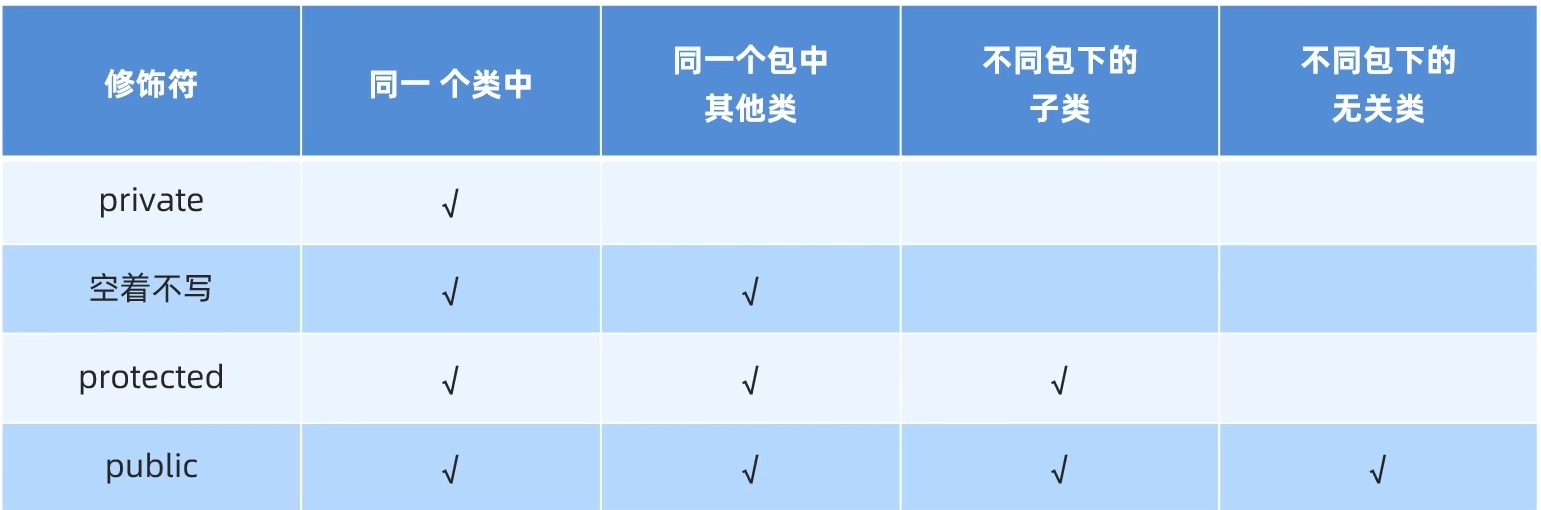 修饰符
同一 个类中
同一个包中
其他类
不同包下的
子类
不同包下的
无关类
private
√
空着不写
√
√
protected
√
√
√
public
√
√
√
√